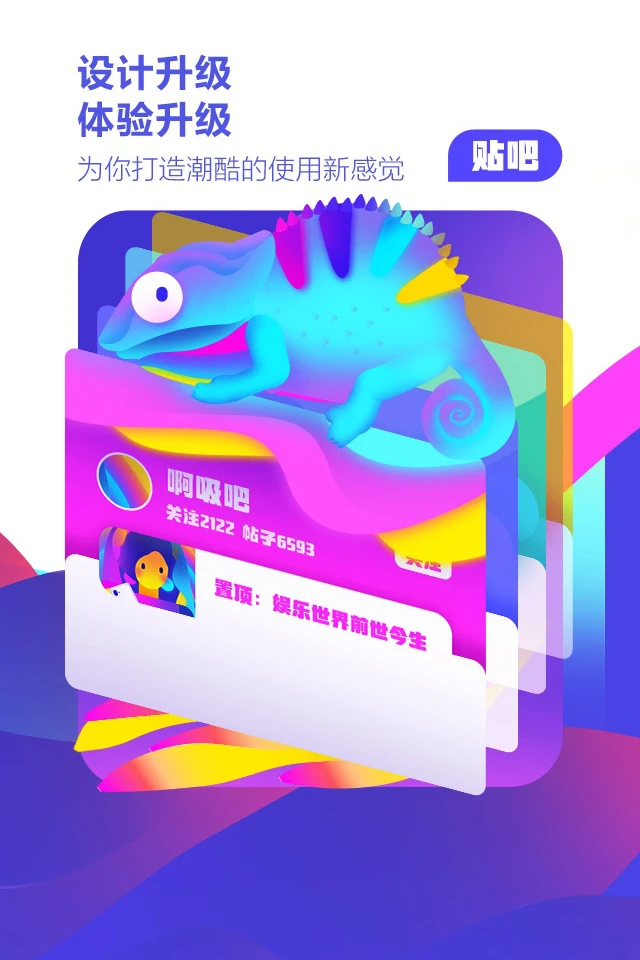 设计升级
体验升级
为你打造潮酷的使用新感觉
贴吧
啊吸吧
关注2122 帖子6593
关注
置顶：娱乐世界前世今生